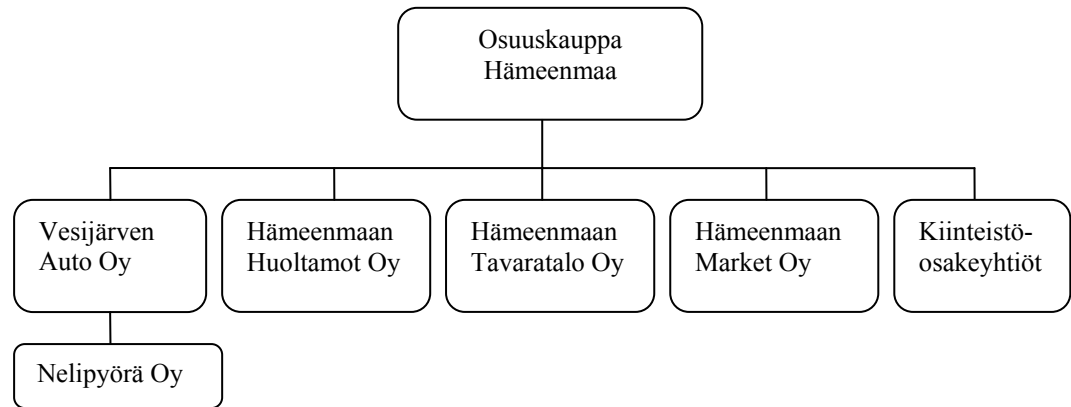 Osuuskauppa
Hämeenmaa
Vesijärven
Auto Oy
Hämeenmaan
Huoltamot Oy
Hämeenmaan
Tavaratalo Oy
Hämeenmaan
Market Oy
Kiinteistö-
osakeyhtiöt
Nelipyörä Oy